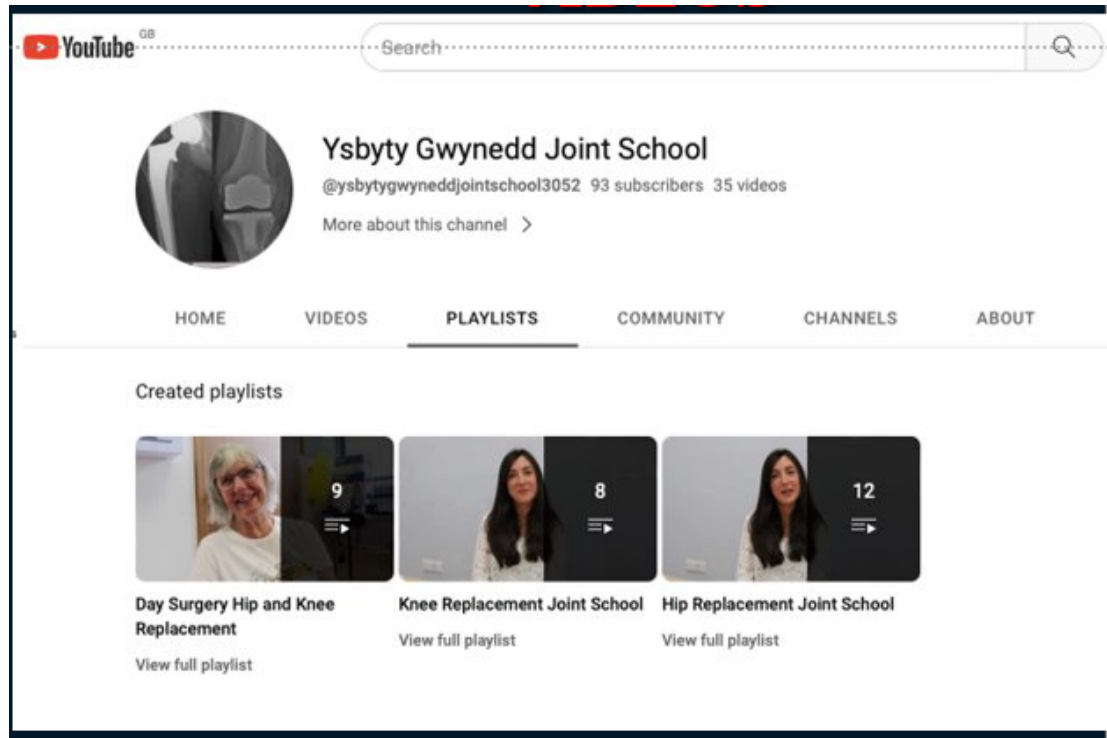 YouTube GB
Search
Ysbyty Gwynedd Joint School
@ysbytygwyneddjointschool3052 93 subscribers 35 videos
More about this channel
HOME VIDEOS PLAYLISTS COMMUNITY CHANNELS ABOUT
Created playlists
9 8 12
Day Surgery Hip and Knee Knee Replacement Joint School Hip Replacement Joint School
Replacement
View full playlist View full playlist
View full playlist